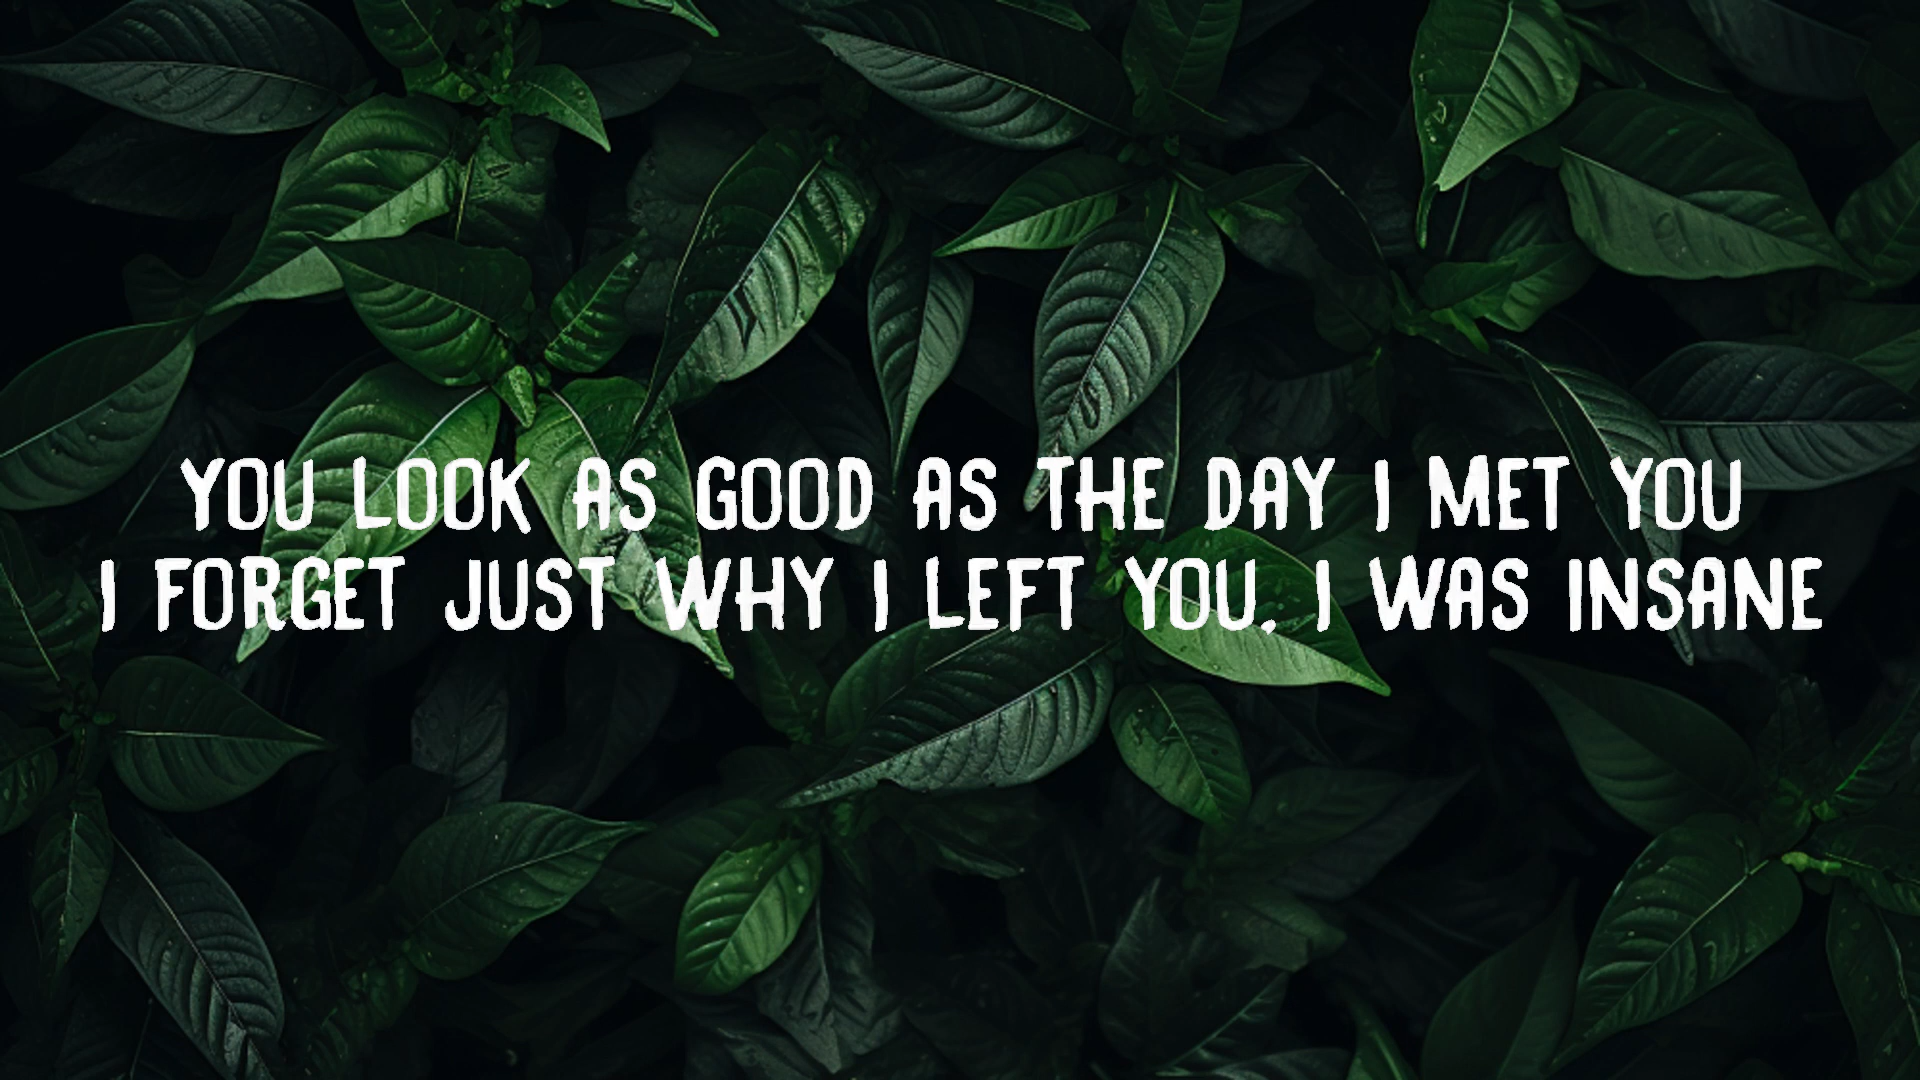 YOU LOOK AS GOOD AS THE DAY I MET YOU
I FORGET JUST WHY I LEFT YOU, I WAS INSANE